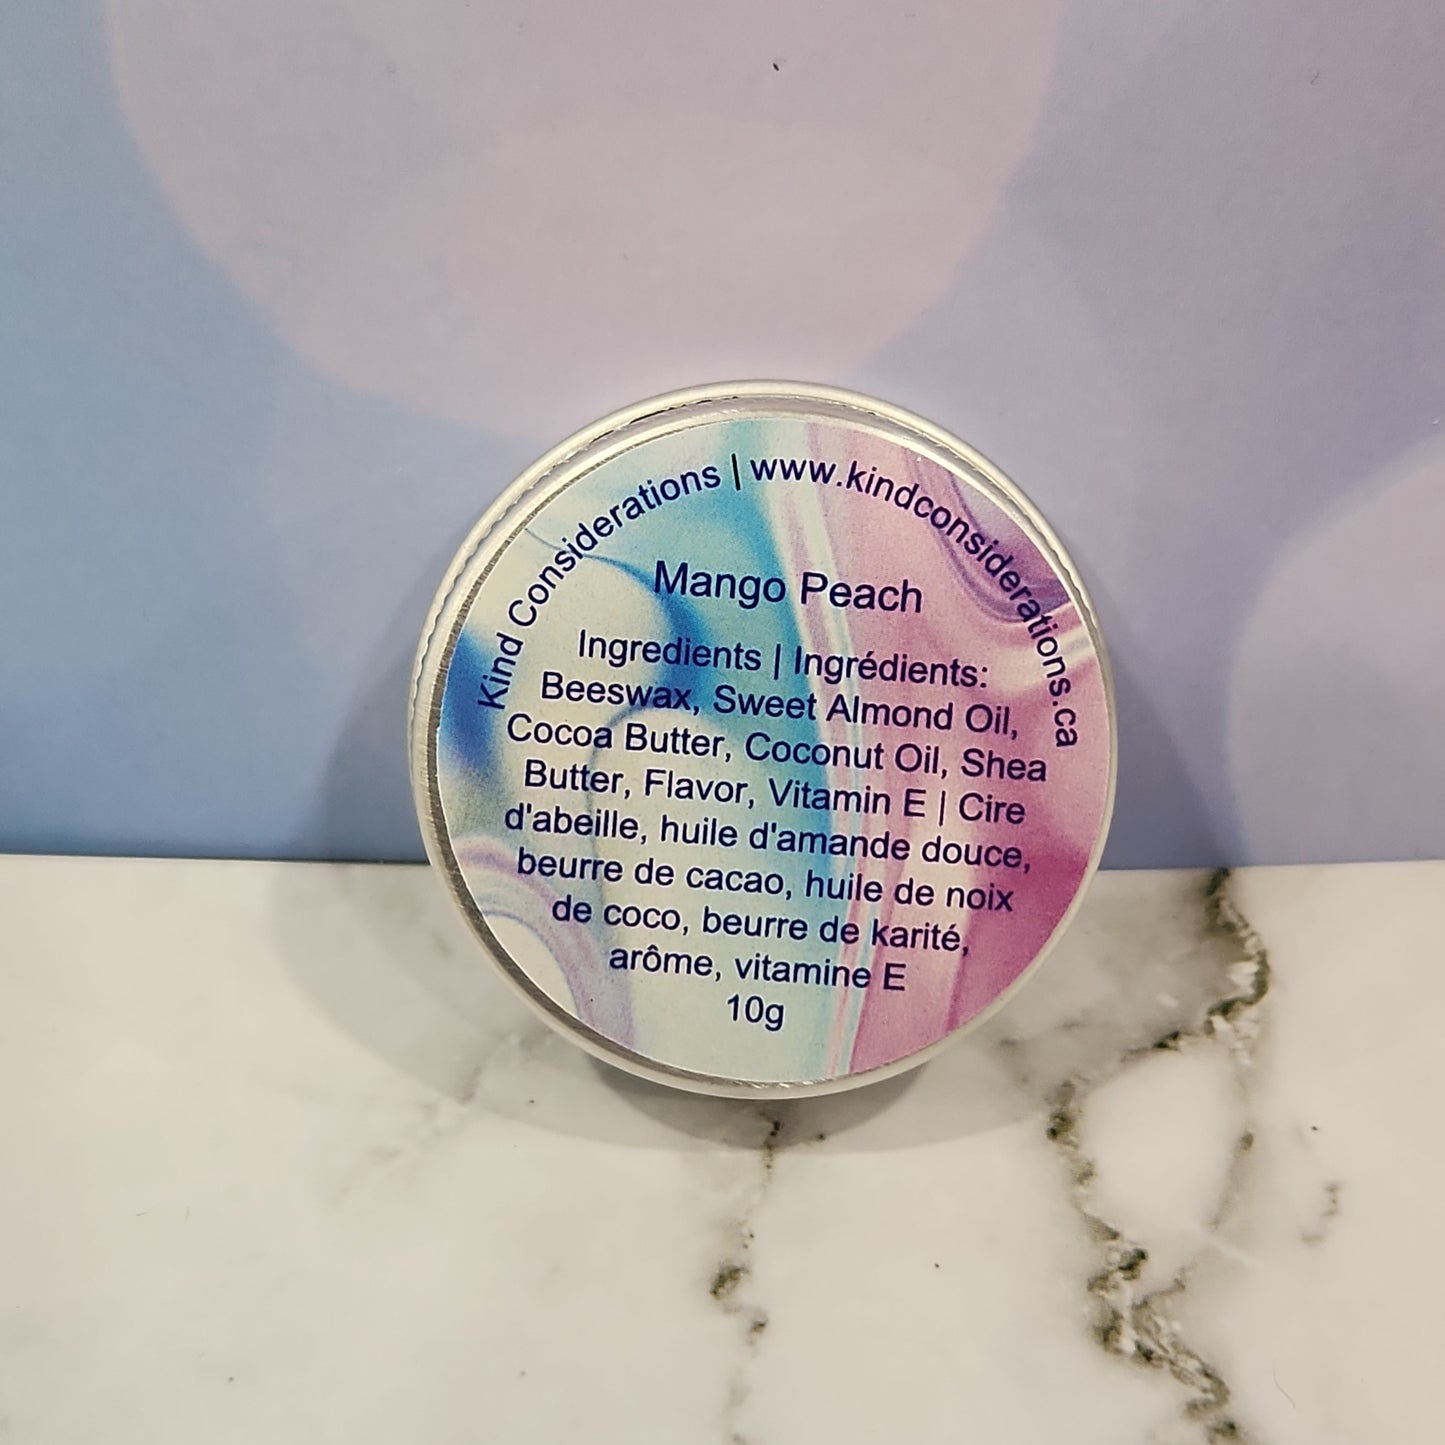 Kind Considerations | www.kindconsiderations.ca
Mango Peach
Ingredients | Ingrédients:
Beeswax, Sweet Almond Oil,
Cocoa Butter, Coconut Oil, Shea
Butter, Flavor, Vitamin E | Cire
d'abeille, huile d'amande douce,
beurre de cacao, huile de noix
de coco, beurre de karité,
arôme, vitamine E
10g